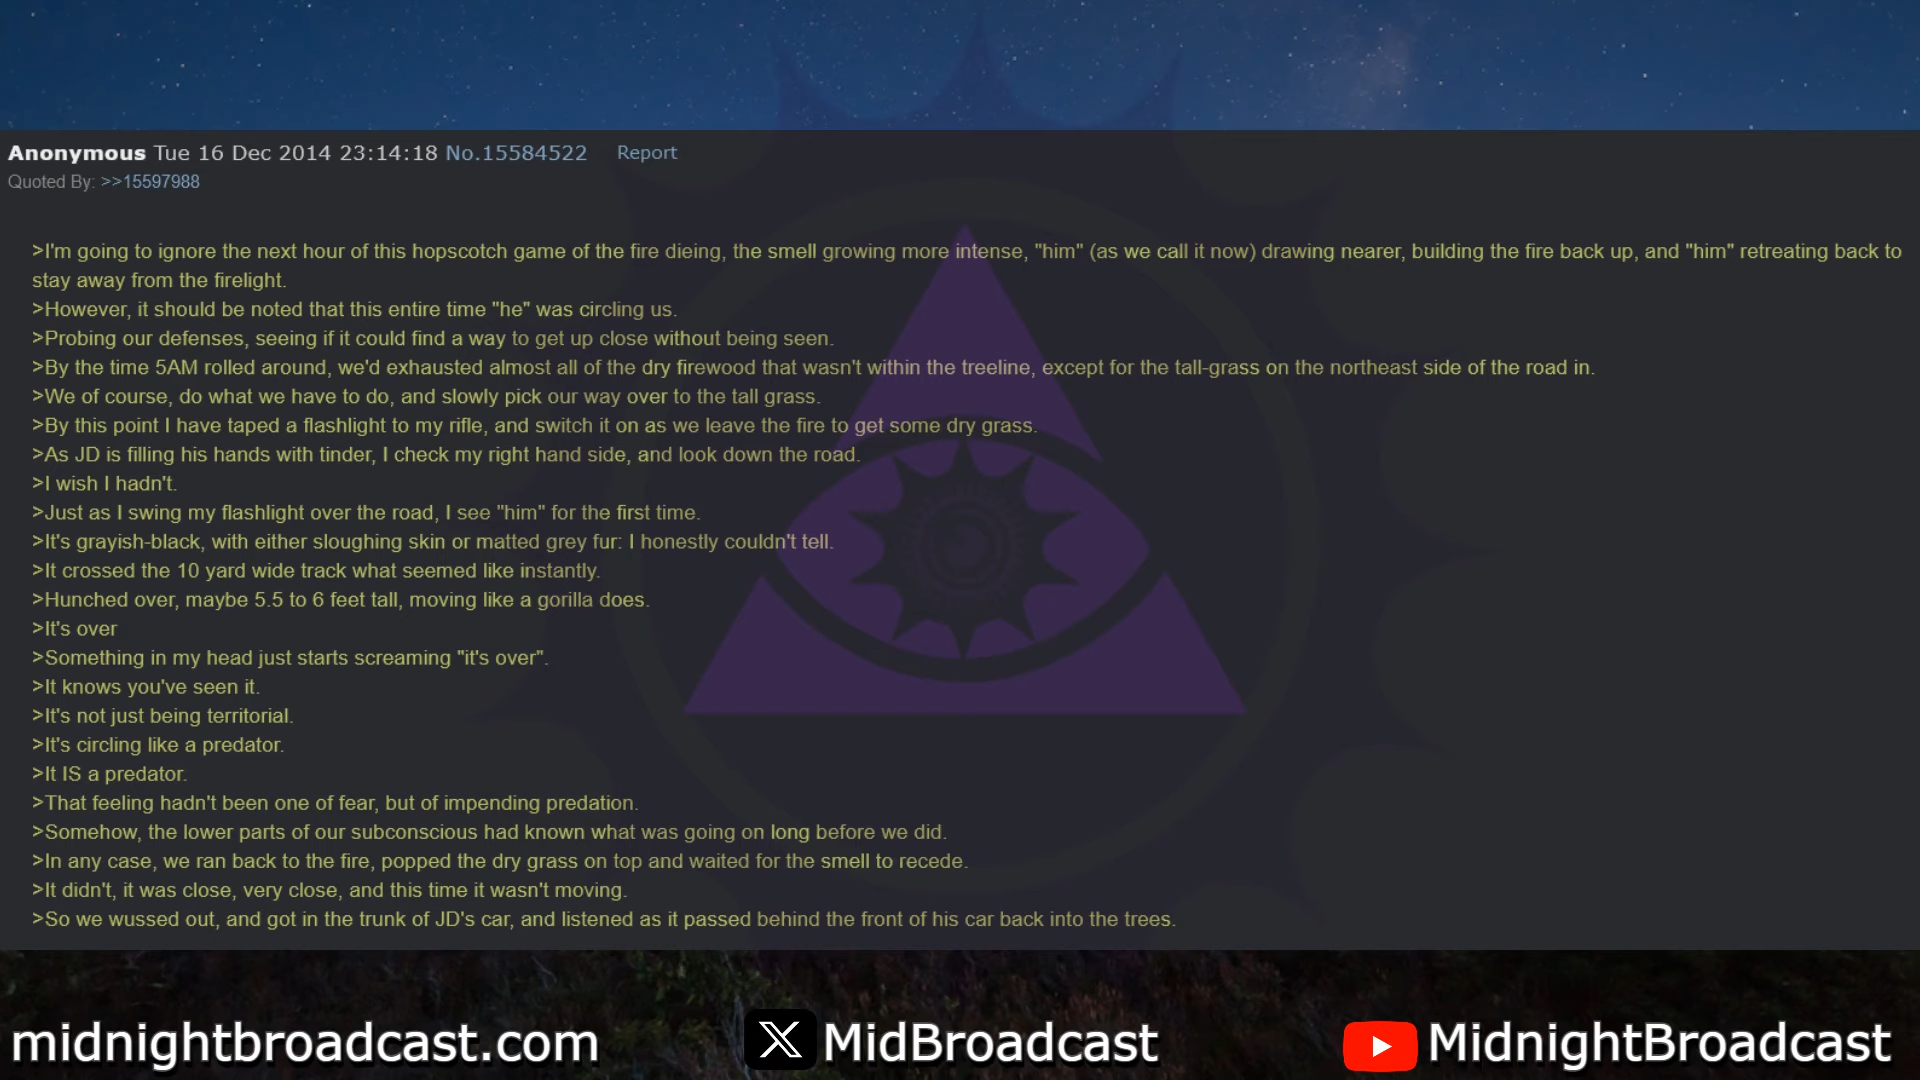 Anonymous Tue 16 Dec 2014 23:14:18 No.15584522 Report
Quoted By: >>15597988
>I'm going to ignore the next hour of this hopscotch game of the fire dieing, the smell growing more intense, "him" (as we call it now) drawing nearer, building the fire back up, and "him" retreating back to
stay away from the firelight.
>However, it should be noted that this entire time "he" was circling us.
>Probing our defenses, seeing if it could find a way to get up close without being seen.
>By the time 5AM rolled around, we'd exhausted almost all of the dry firewood that wasn't within the treeline, except for the tall-grass on the northeast side of the road in.
>We of course, do what we have to do, and slowly pick our way over to the tall grass.
>By this point I have taped a flashlight to my rifle, and switch it on as we leave the fire to get some dry grass.
>As JD is filling his hands with tinder, I check my right hand side, and look down the road.
>I wish I hadn't.
>Just as I swing my flashlight over the road, I see "him" for the first time.
>It's grayish-black, with either sloughing skin or matted grey fur: I honestly couldn't tell.
>It crossed the 10 yard wide track what seemed like instantly.
>Hunched over, maybe 5.5 to 6 feet tall, moving like a gorilla does.
>It's over
>Something in my head just starts screaming "it's over".
>It knows you've seen it.
>It's not just being territorial.
>It's circling like a predator.
>It IS a predator.
>That feeling hadn't been one of fear, but of impending predation.
>Somehow, the lower parts of our subconscious had known what was going on long before we did.
>In any case, we ran back to the fire, popped the dry grass on top and waited for the smell to recede.
>It didn't, it was close, very close, and this time it wasn't moving.
>So we wussed out, and got in the trunk of JD's car, and listened as it passed behind the front of his car back into the trees.
midnightbroadcast.com MidBroadcast MidnightBroadcast